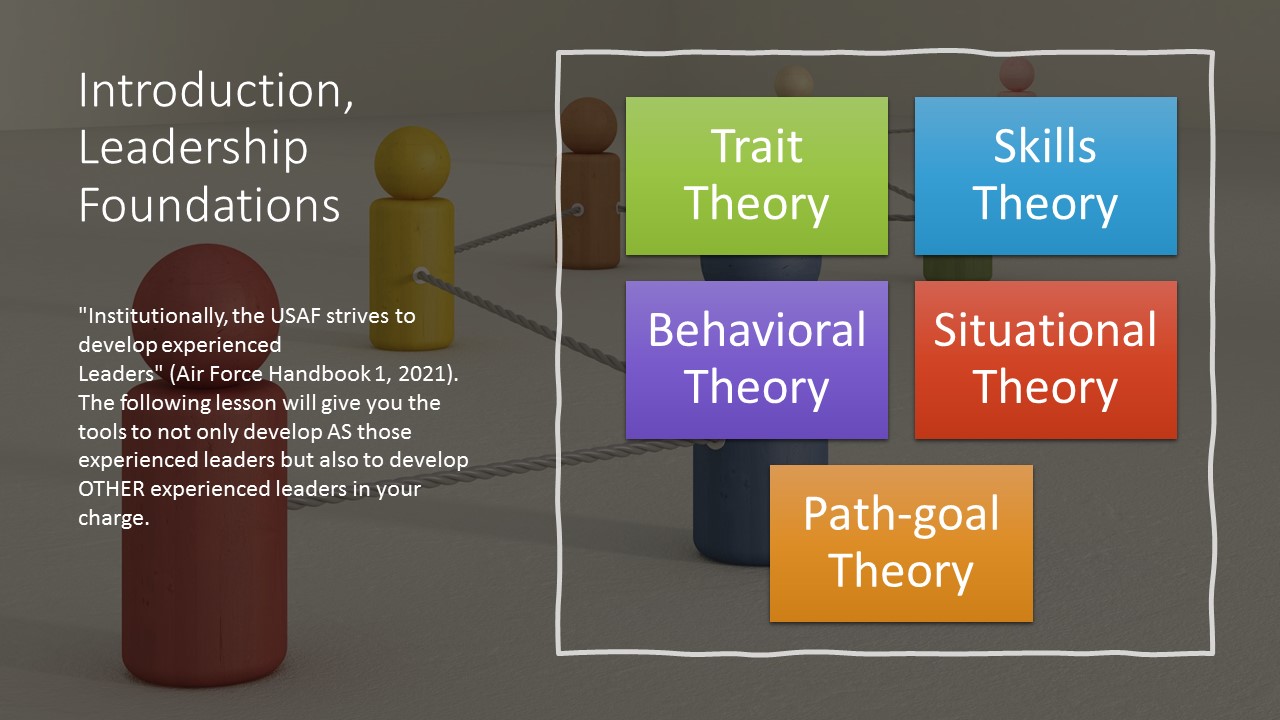 Introduction,
Leadership
Foundations
"Institutionally, the USAF strives to
develop experienced
Leaders" (Air Force Handbook 1, 2021).
The following lesson will give you the
tools to not only develop AS those
experienced leaders but also to develop
OTHER experienced leaders in your
charge.
Trait
Theory
Skills
Theory
Behavioral
Theory
Situational
Theory
Path-goal
Theory